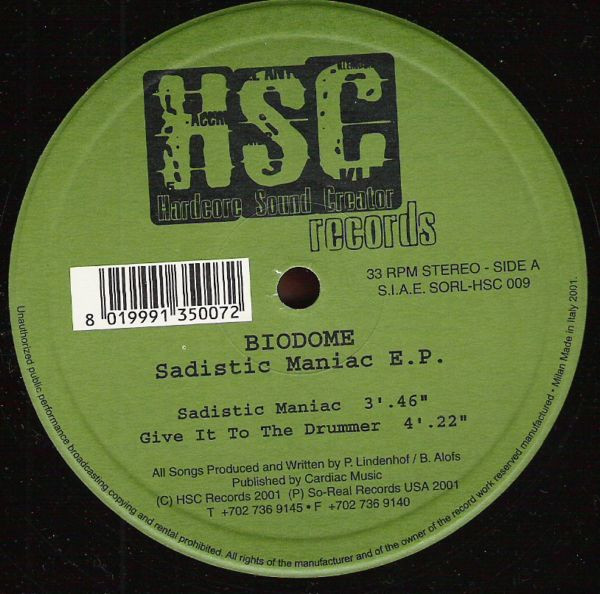 HSC
Hardcore Sound Creator
records
33 RPM STEREO - SIDE A
S.I.A.E. SORL-HSC 009
8 019991 350072
BIODOME
Sadistic Maniac E.P.
Sadistic Maniac 3'.46"
Give It To The Drummer 4'.22"
All Songs Produced and Written by P. Lindenhof / B. Alofs
Published by Cardiac Music
(C) HSC Records 2001 (P) So-Real Records USA 2001
T +702 736 9145 • F +702 736 9140
Unauthorized public performance broadcasting copying and rental prohibited. All rights of the manufacturer and of the owner of the record work reserved manufactured • Milan Made in Italy 2001.